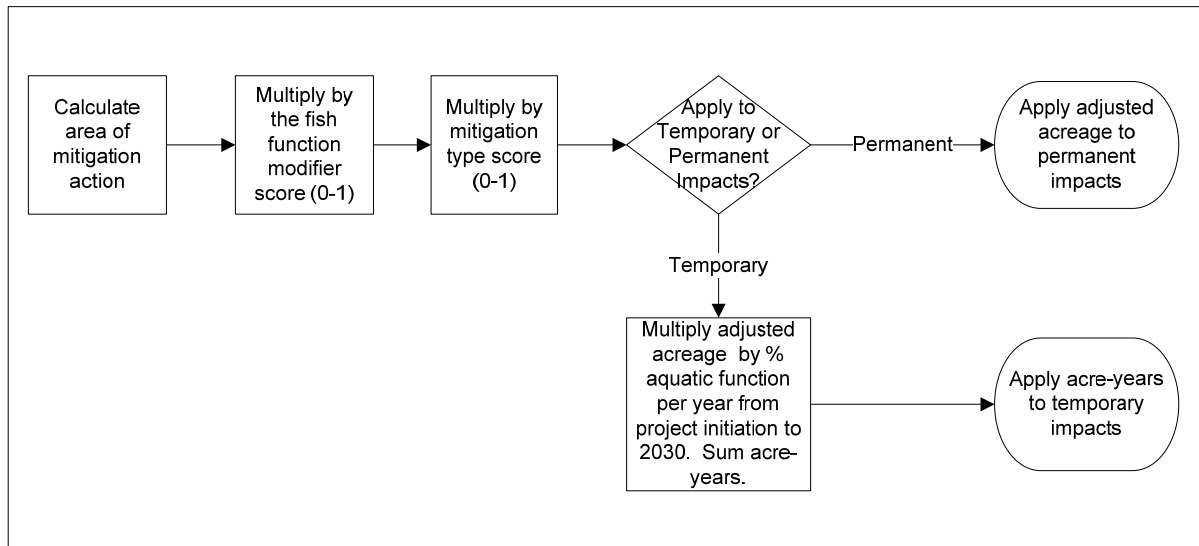 Calculate
area of
mitigation
action
Multiply by
the fish
function
modifier
score (0-1)
Multiply by
mitigation
type score
(0-1)
Apply to
Temporary or
Permanent
Impacts?
Permanent
Apply adjusted
acreage to
permanent
impacts
Temporary
Multiply adjusted
acreage by %
aquatic function
per year from
project initiation to
2030. Sum acre-
years.
Apply acre-years
to temporary
impacts